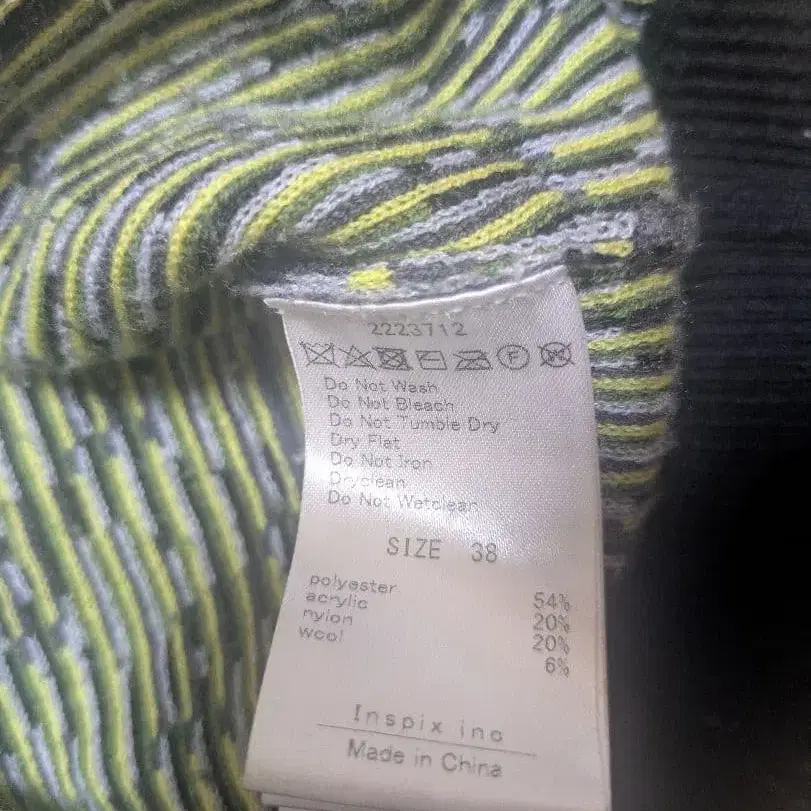 2223712
F W
Do Not Wash
Do Not Bleach
Do Not Tumble Dry
Dry Flat
Do Not Iron
Dryclean
Do Not Wetclean
SIZE 38
polyester 54%
acrylic 20%
nylon 20%
wool 6%
Inspix inc
Made in China